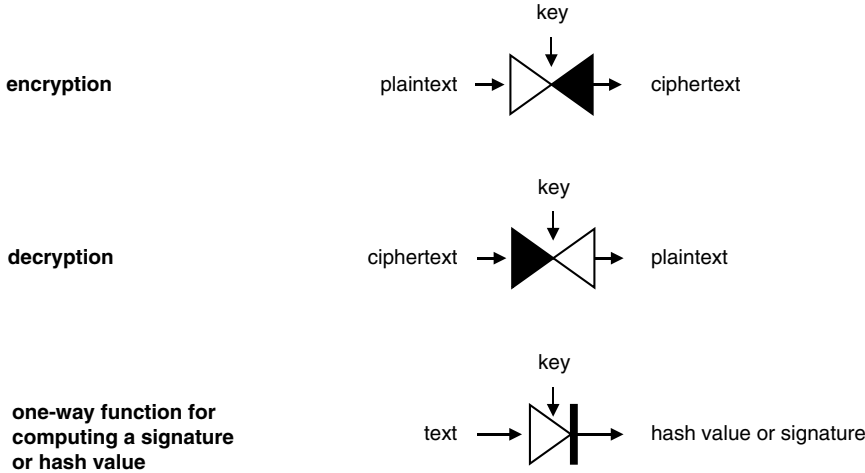 key
encryption
plaintext
ciphertext
key
decryption
ciphertext
plaintext
key
one-way function for
computing a signature
or hash value
text
hash value or signature